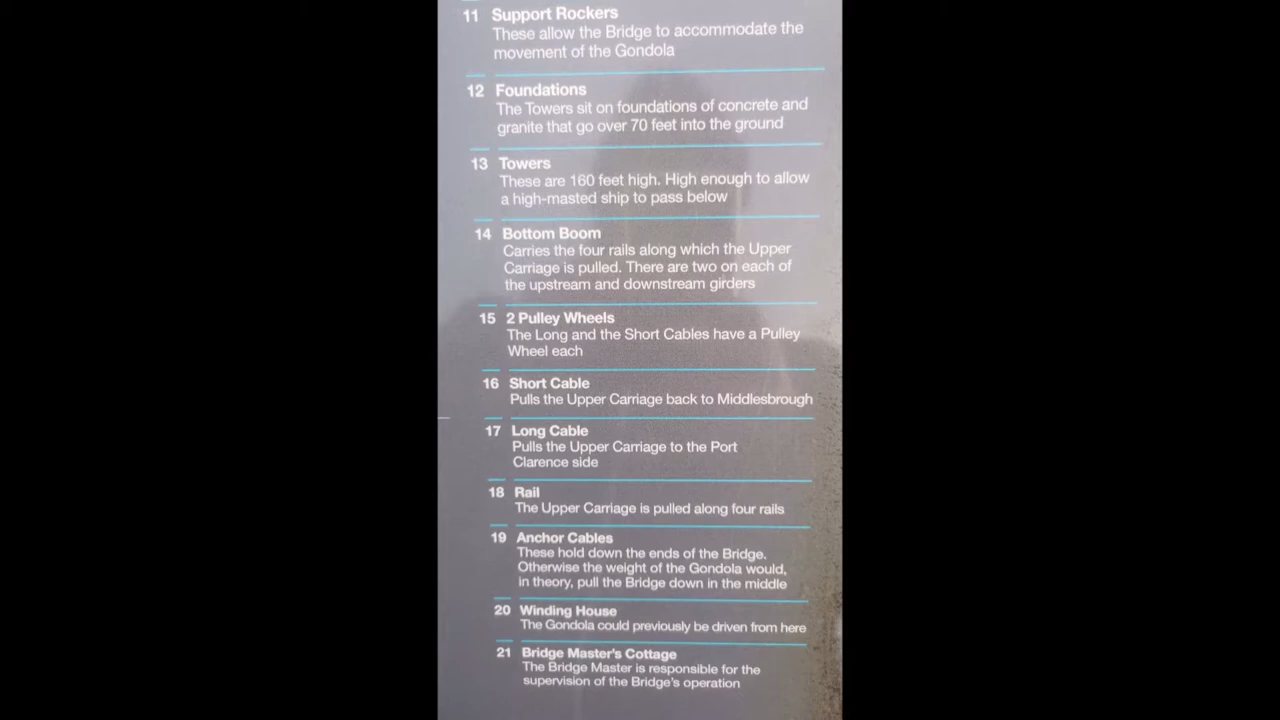 11 Support Rockers
These allow the Bridge to accommodate the
movement of the Gondola
12 Foundations
The Towers sit on foundations of concrete and
granite that go over 70 feet into the ground
13 Towers
These are 160 feet high. High enough to allow
a high-masted ship to pass below
14 Bottom Boom
Carries the four rails along which the Upper
Carriage is pulled. There are two on each of
the upstream and downstream girders
15 2 Pulley Wheels
The Long and the Short Cables have a Pulley
Wheel each
16 Short Cable
Pulls the Upper Carriage back to Middlesbrough
17 Long Cable
Pulls the Upper Carriage to the Port
Clarence side
18 Rail
The Upper Carriage is pulled along four rails
19 Anchor Cables
These hold down the ends of the Bridge.
Otherwise the weight of the Gondola would,
in theory, pull the Bridge down in the middle
20 Winding House
The Gondola could previously be driven from here
21 Bridge Master's Cottage
The Bridge Master is responsible for the
supervision of the Bridge's operation